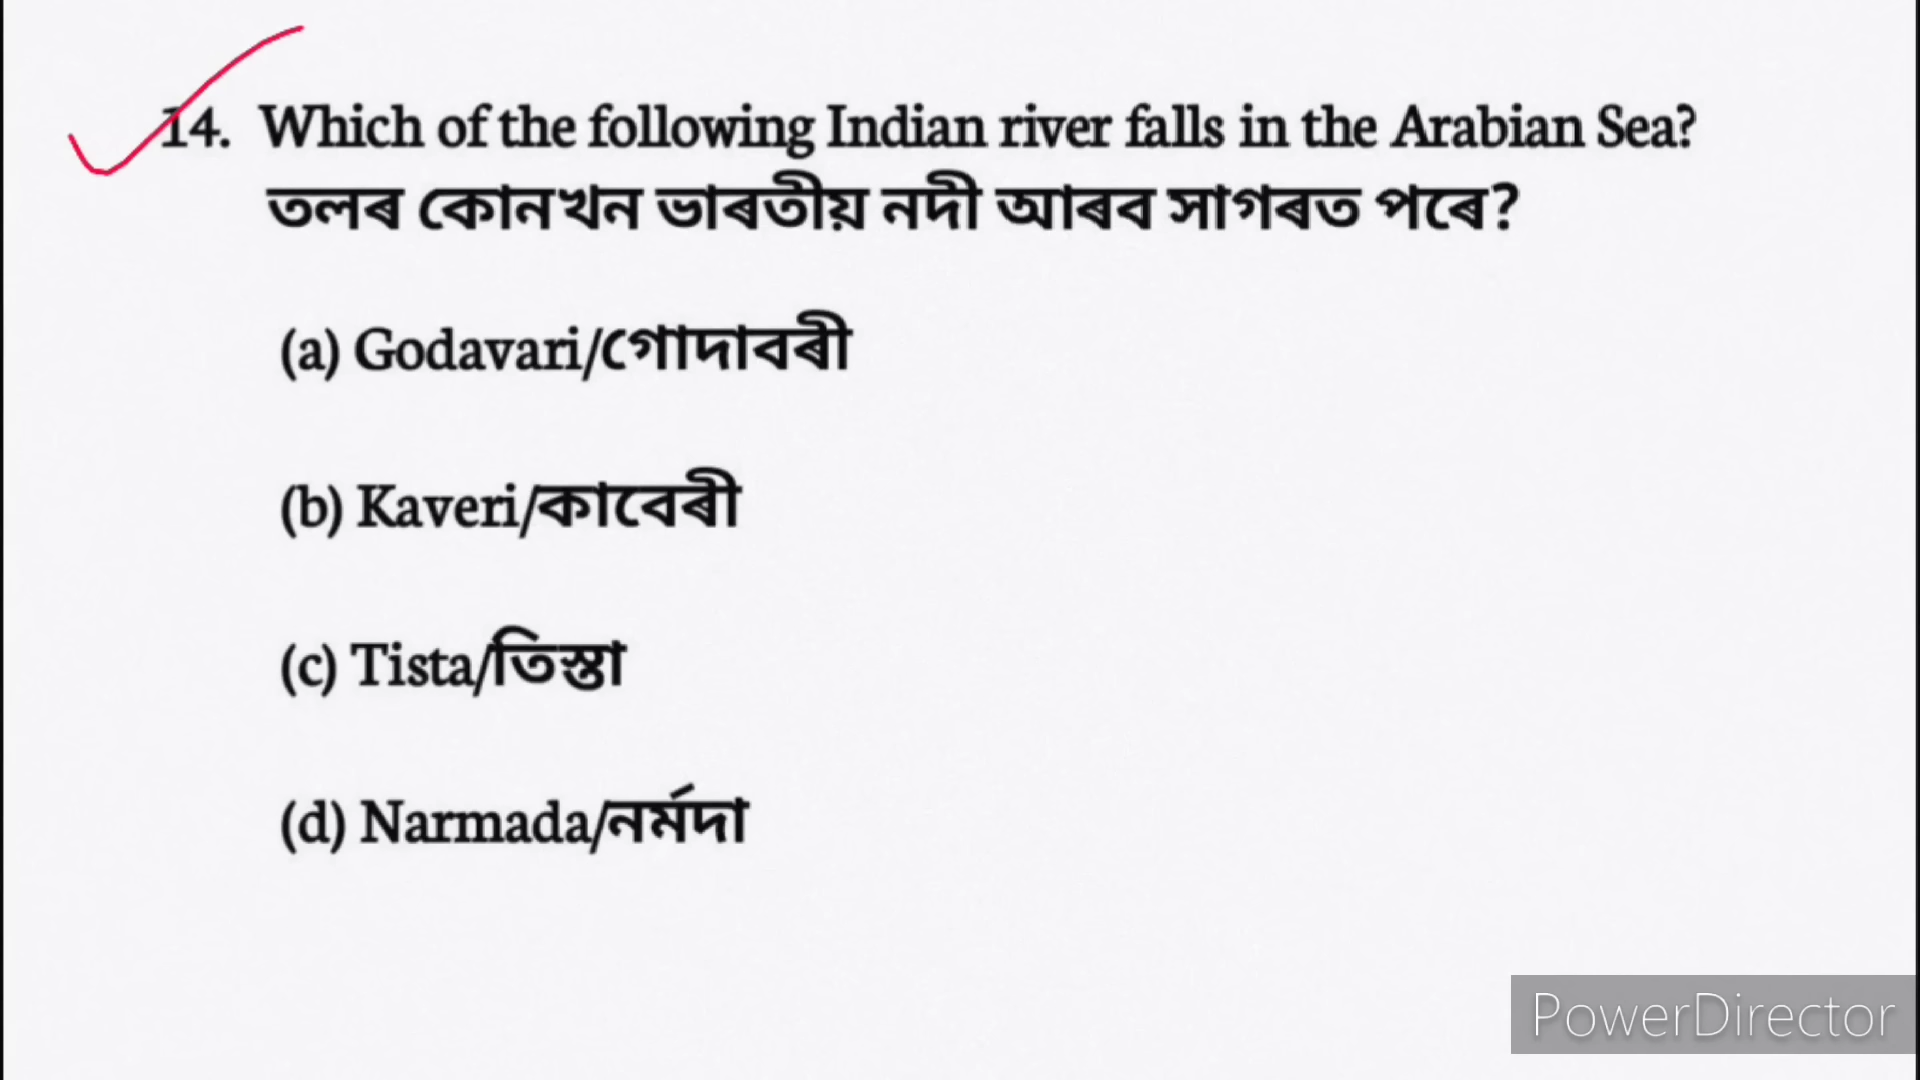 14. Which of the following Indian river falls in the Arabian Sea?
তলৰ কোনখন ভাৰতীয় নদী আৰব সাগৰত পৰে?
(a) Godavari/গোদাবৰী
(b) Kaveri/কাবেৰী
(c) Tista/তিস্তা
(d) Narmada/নৰ্মদা
PowerDirector